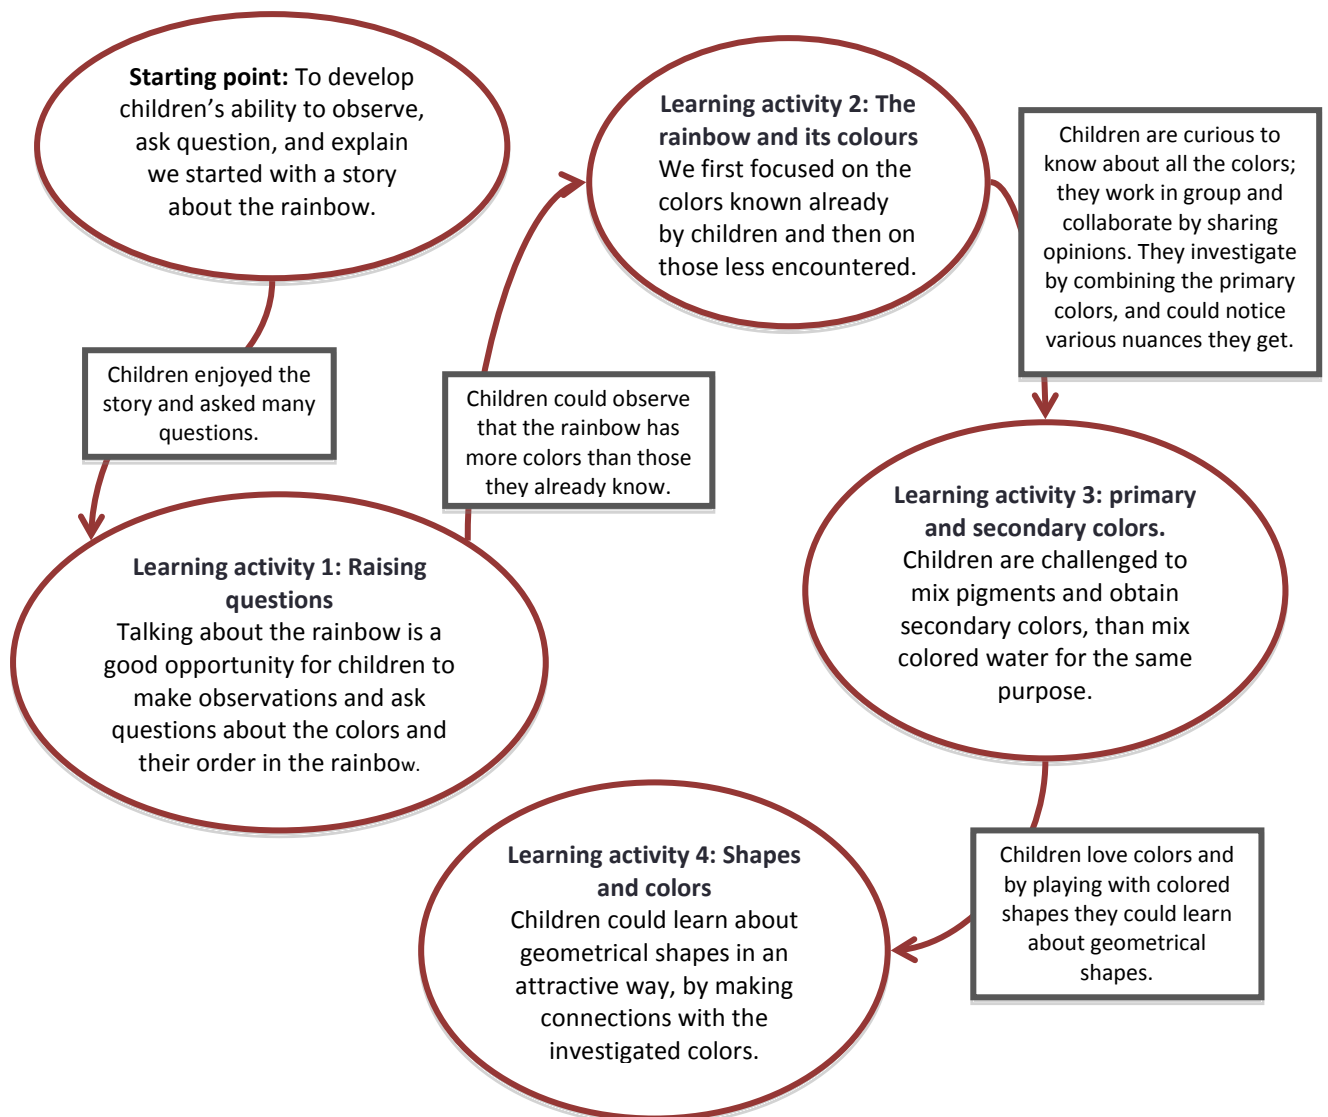 Starting point: To develop
children’s ability to observe,
ask question, and explain
we started with a story
about the rainbow.
Children enjoyed the
story and asked many
questions.
Learning activity 1: Raising
questions
Talking about the rainbow is a
good opportunity for children to
make observations and ask
questions about the colors and
their order in the rainbow.
Children could observe
that the rainbow has
more colors than those
they already know.
Learning activity 2: The
rainbow and its colours
We first focused on the
colors known already
by children and then on
those less encountered.
Children are curious to
know about all the colors;
they work in group and
collaborate by sharing
opinions. They investigate
by combining the primary
colors, and could notice
various nuances they get.
Learning activity 3: primary
and secondary colors.
Children are challenged to
mix pigments and obtain
secondary colors, than mix
colored water for the same
purpose.
Children love colors and
by playing with colored
shapes they could learn
about geometrical
shapes.
Learning activity 4: Shapes
and colors
Children could learn about
geometrical shapes in an
attractive way, by making
connections with the
investigated colors.